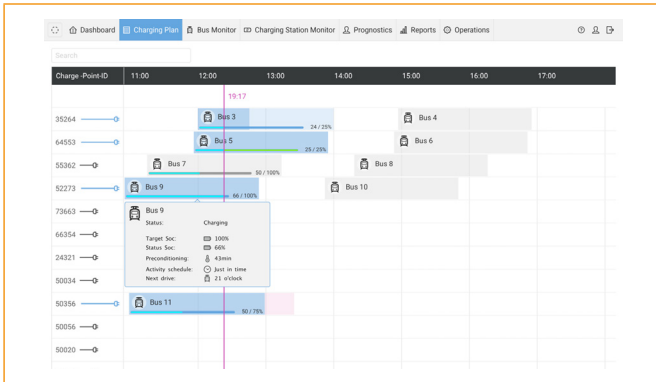 Dashboard Charging Plan Bus Monitor Charging Station Monitor Prognostics Reports Operations
Search
Charge -Point-ID 11:00 12:00 13:00 14:00 15:00 16:00 17:00
19:17
35264 Bus 3 24 / 25% Bus 4
64553 Bus 5 25 / 25% Bus 6
55362 Bus 7 50 / 100% Bus 8
52273 Bus 9 66 / 100% Bus 10
73663 Bus 9
Status: Charging
66354 Target Soc: 100%
Status Soc: 66%
24321 Preconditioning: 43min
Activity schedule: Just in time
50034 Next drive: 21 o'clock
50356 Bus 11 50 / 75%
50056
50020